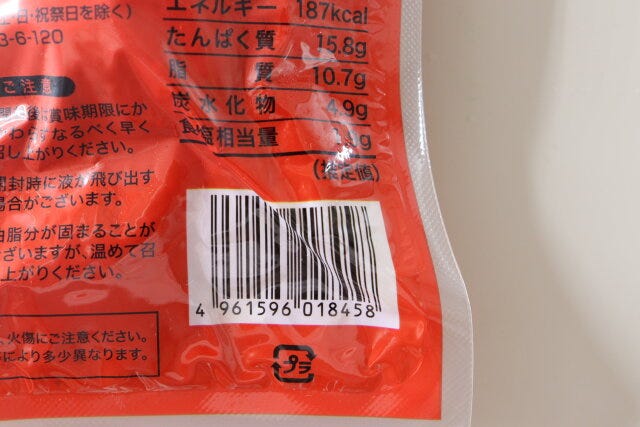 日・祝祭日を除く)
3-6-120
ご注意
賞味期限にか
わらずなるべく早く
召し上がりください。
開封時に液が飛び出す
場合がございます。
油脂分が固まることが
ざいますが、温めて召
上がりください。
、火傷にご注意ください。
により多少異なります。
エネルギー 187kcal
たんぱく質 15.8g
脂質 10.7g
炭水化物 4.9g
食塩相当量
(推定値)
4 961596 018458
プラ